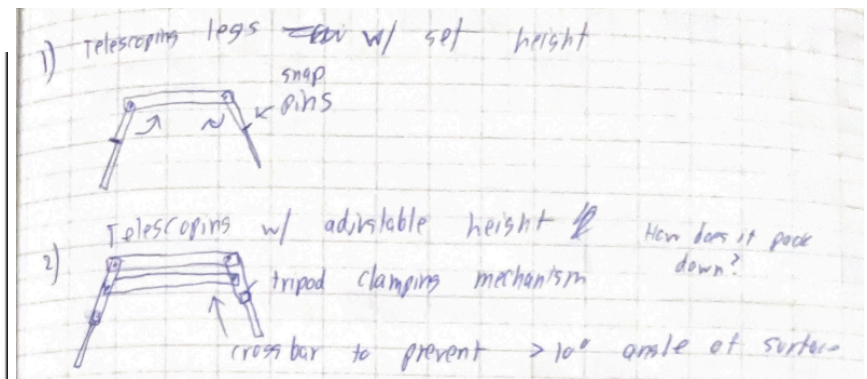 1) Telescoping legs w/ set height
snap
pins
2) Telescoping w/ adjustable height
How does it pack
down?
tripod clamping mechanism
cross bar to prevent > 10° angle of surface